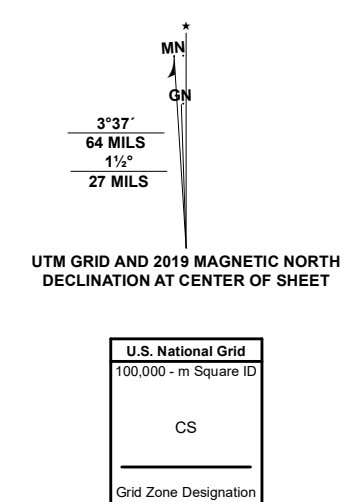 ★
MN
GN
3°37´
64 MILS
1½°
27 MILS
UTM GRID AND 2019 MAGNETIC NORTH
DECLINATION AT CENTER OF SHEET
U.S. National Grid
100,000 - m Square ID
CS
Grid Zone Designation